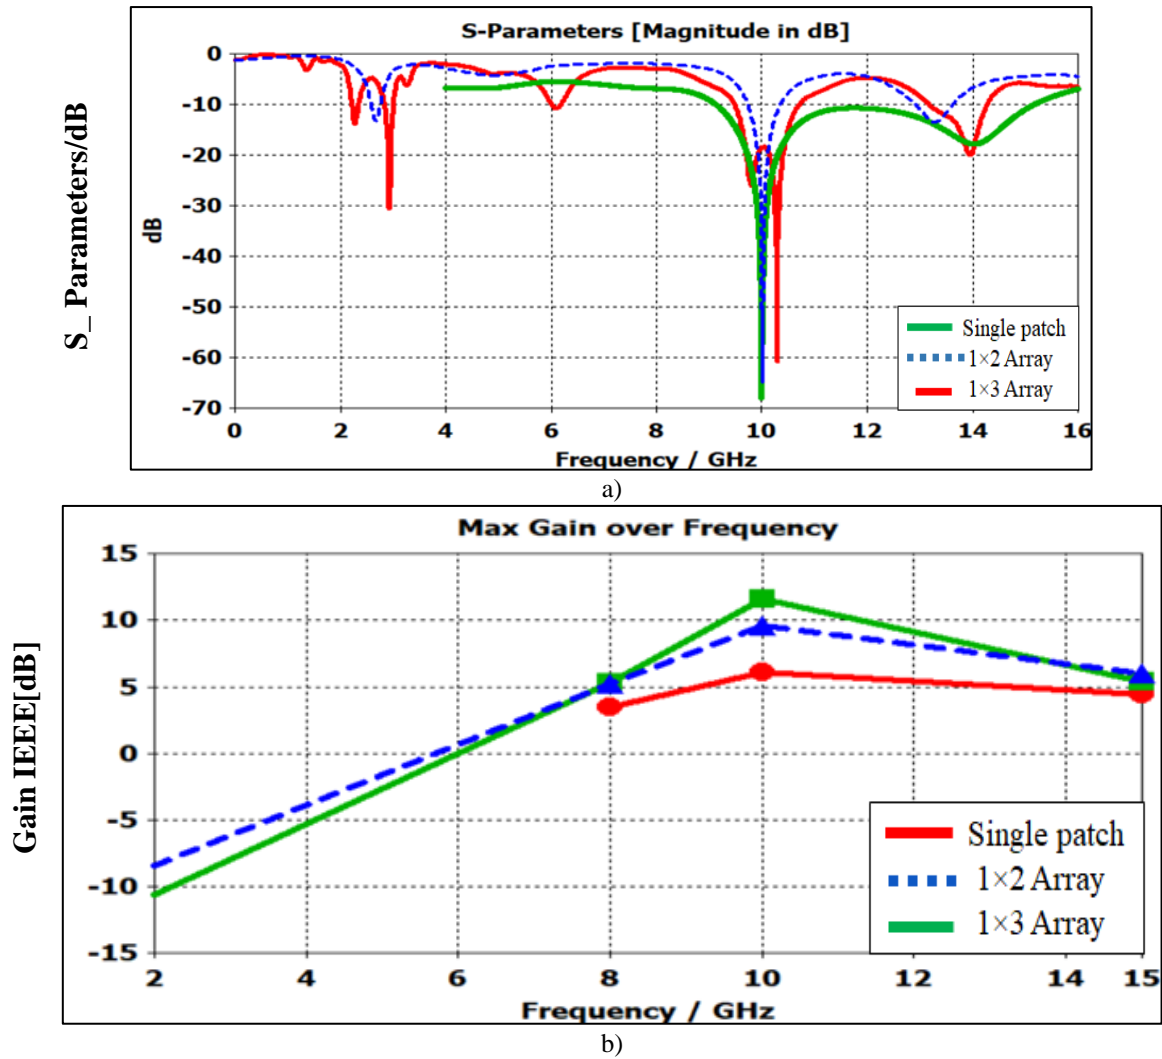 S-Parameters [Magnitude in dB]
S_ Parameters/dB
dB
0
-10
-20
-30
-40
-50
-60
-70
0 2 4 6 8 10 12 14 16
Frequency / GHz
Single patch
1×2 Array
1×3 Array
a)
Max Gain over Frequency
Gain IEEE[dB]
15
10
5
0
-5
-10
-15
2 4 6 8 10 12 14 15
Frequency / GHz
Single patch
1×2 Array
1×3 Array
b)